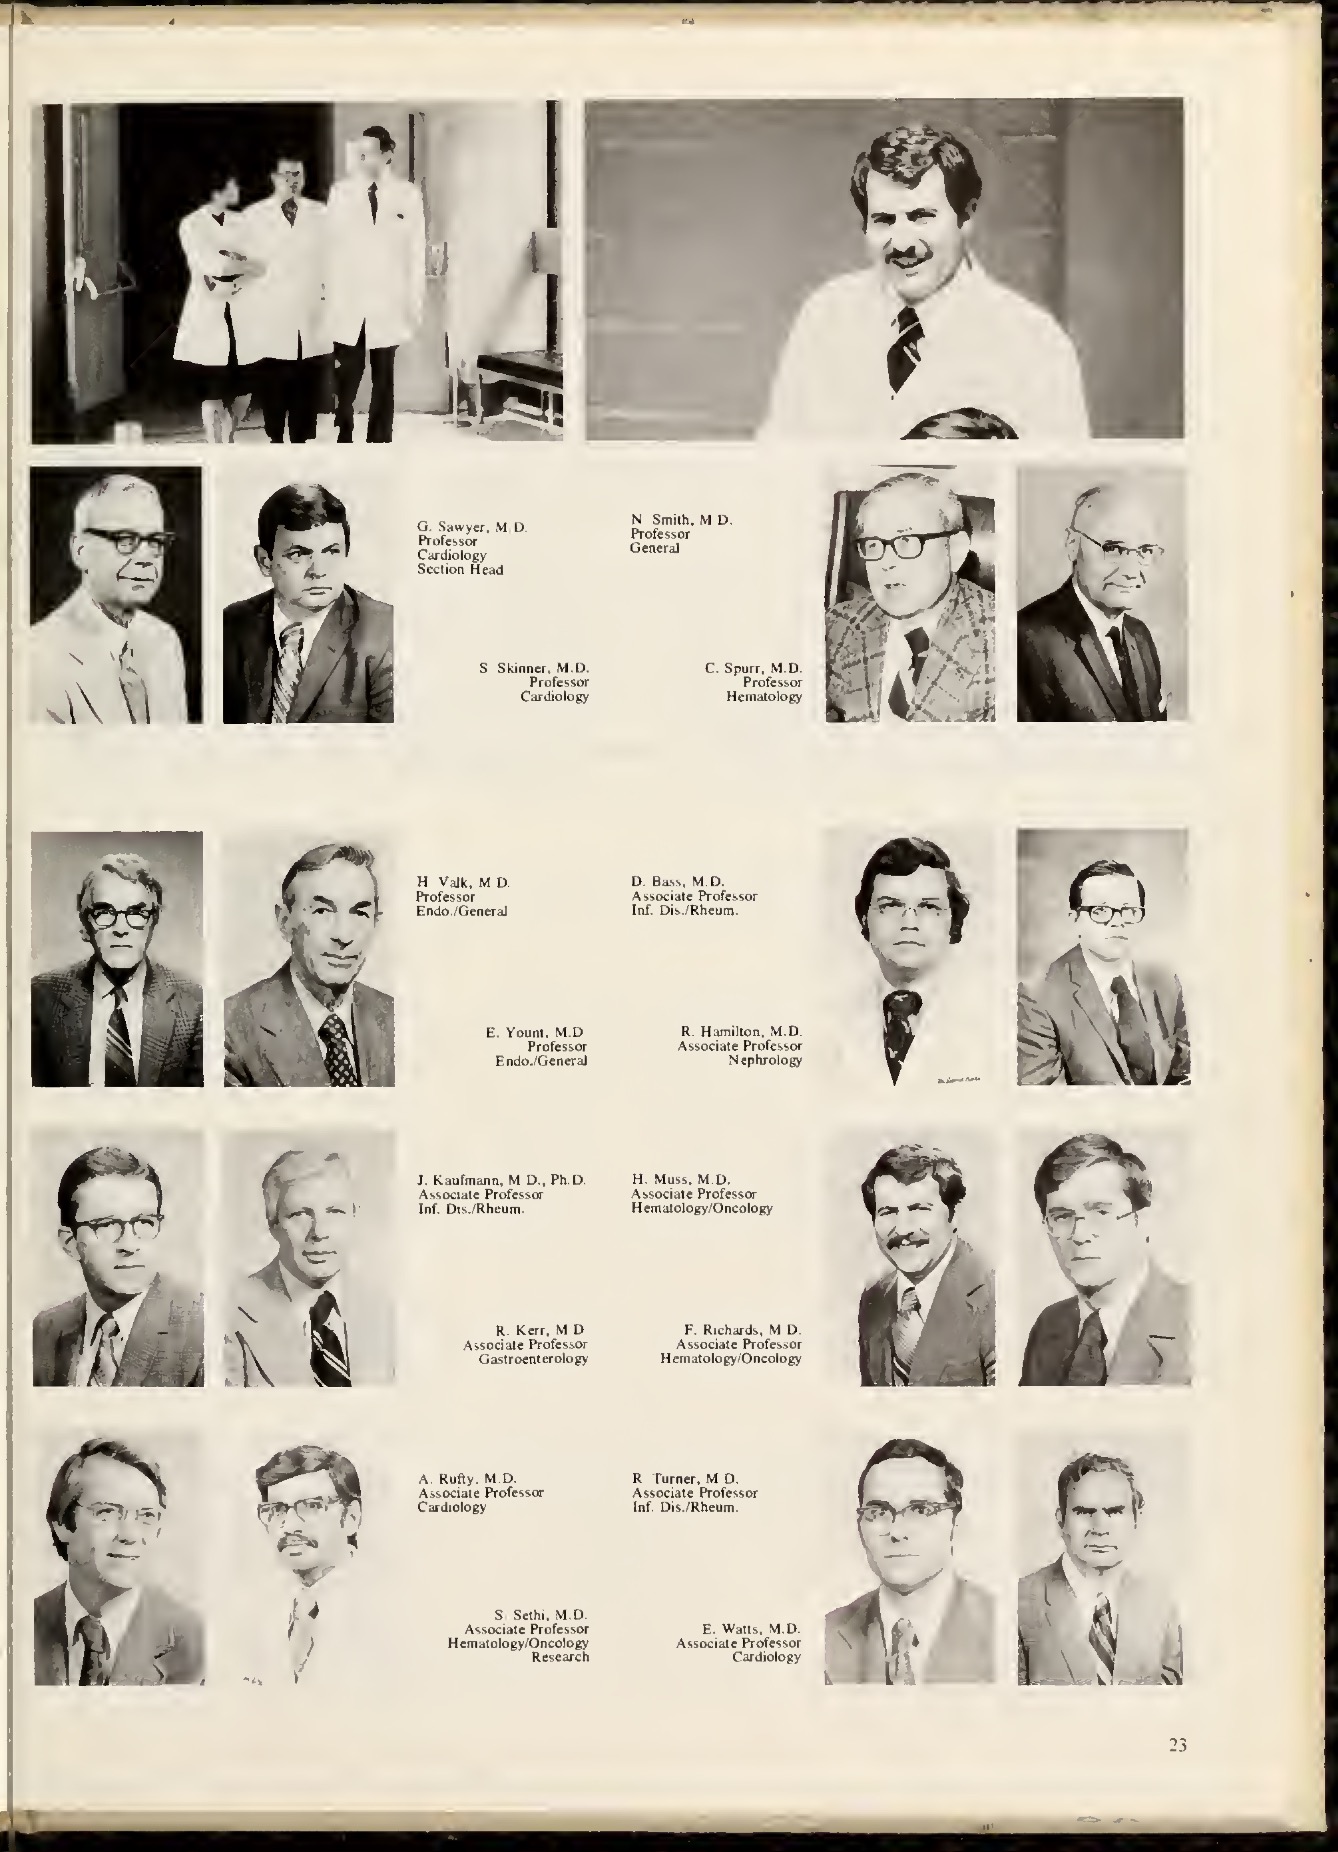 G. Sawyer, M.D.
Professor
Cardiology
Section Head
S Skinner, M.D.
Professor
Cardiology
N Smith, M D.
Professor
General
C. Spurr, M.D.
Professor
Hematology
H Valk, M D.
Professor
Endo./General
E. Yount, M.D
Professor
Endo./General
D. Bass, M.D.
Associate Professor
Inf. Dis./Rheum.
R. Hamilton, M.D.
Associate Professor
Nephrology
J. Kaufmann, M D., Ph.D.
Associate Professor
Inf. Dis./Rheum.
R. Kerr, M D
Associate Professor
Gastroenterology
H. Muss, M.D.
Associate Professor
Hematology/Oncology
F. Richards, M D.
Associate Professor
Hematology/Oncology
A. Rufty, M.D.
Associate Professor
Cardiology
S. Sethi, M.D.
Associate Professor
Hematology/Oncology
Research
R Turner, M D.
Associate Professor
Inf. Dis./Rheum.
E. Watts, M.D.
Associate Professor
Cardiology
23